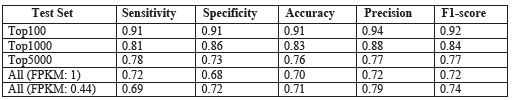 Test Set Sensitivity Specificity Accuracy Precision F1-score
Top100 0.91 0.91 0.91 0.94 0.92
Top1000 0.81 0.86 0.83 0.88 0.84
Top5000 0.78 0.73 0.76 0.77 0.77
All (FPKM: 1) 0.72 0.68 0.70 0.72 0.72
All (FPKM: 0.44) 0.69 0.72 0.71 0.79 0.74